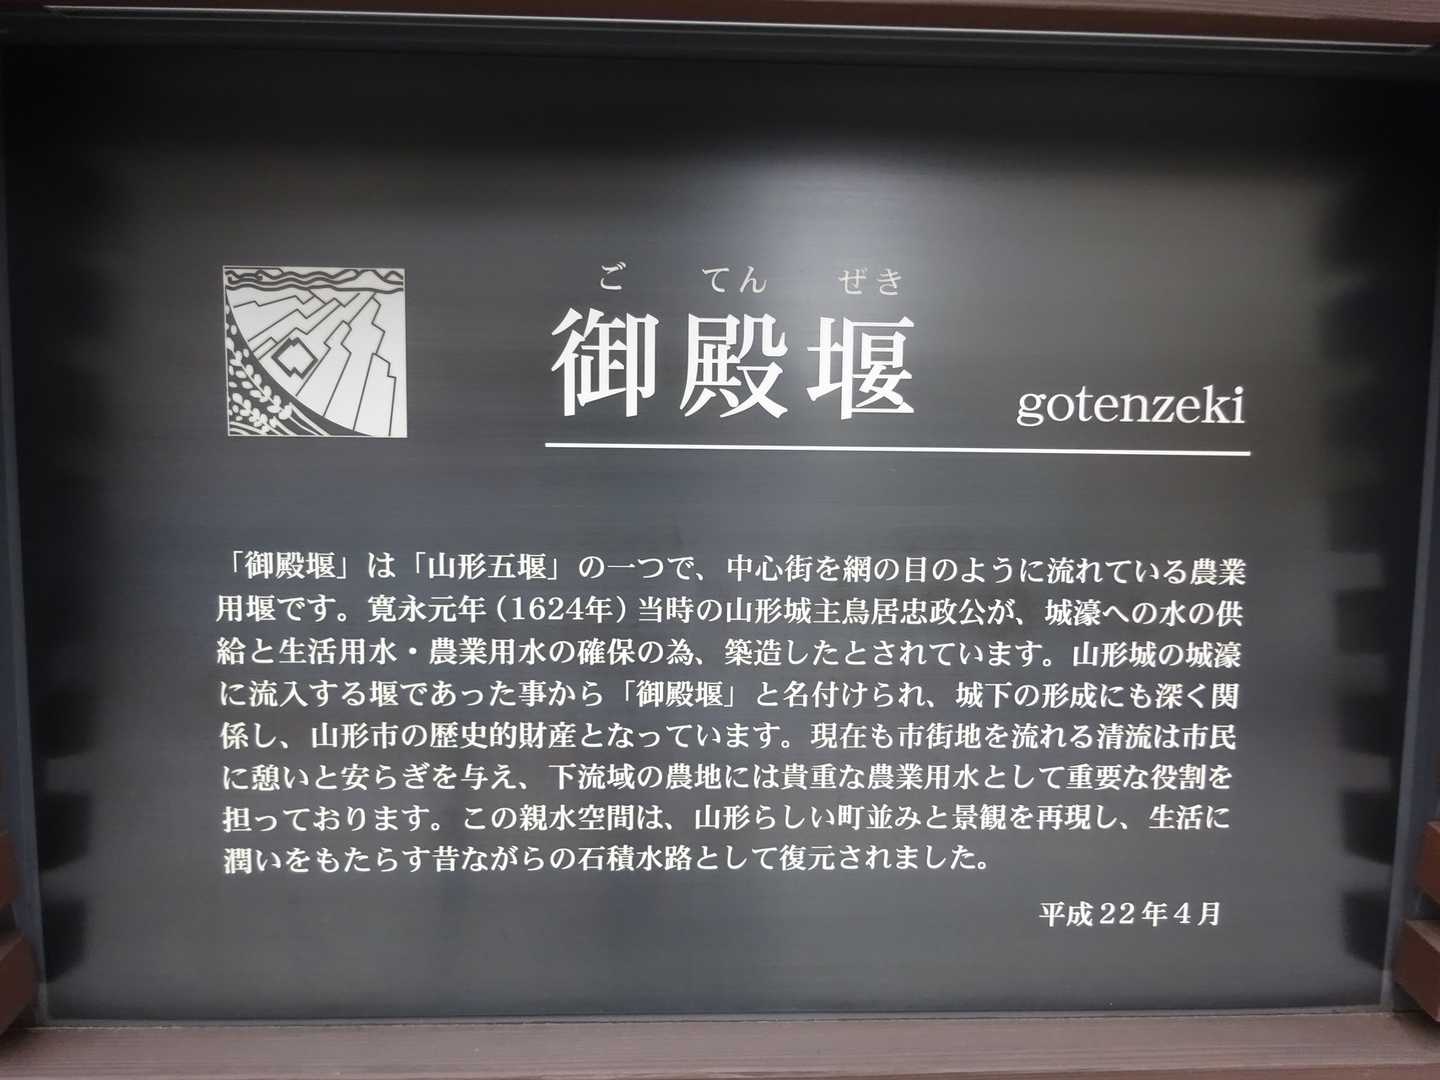 ご てん ぜき
御殿堰 gotenzeki
「御殿堰」は「山形五堰」の一つで、中心街を網の目のように流れている農業
用堰です。寛永元年（1624年）当時の山形城主鳥居忠政公が、城濠への水の供
給と生活用水・農業用水の確保の為、築造したとされています。山形城の城濠
に流入する堰であった事から「御殿堰」と名付けられ、城下の形成にも深く関
係し、山形市の歴史的財産となっています。現在も市街地を流れる清流は市民
に憩いと安らぎを与え、下流域の農地には貴重な農業用水として重要な役割を
担っております。この親水空間は、山形らしい町並みと景観を再現し、生活に
潤いをもたらす昔ながらの石積水路として復元されました。
平成22年4月